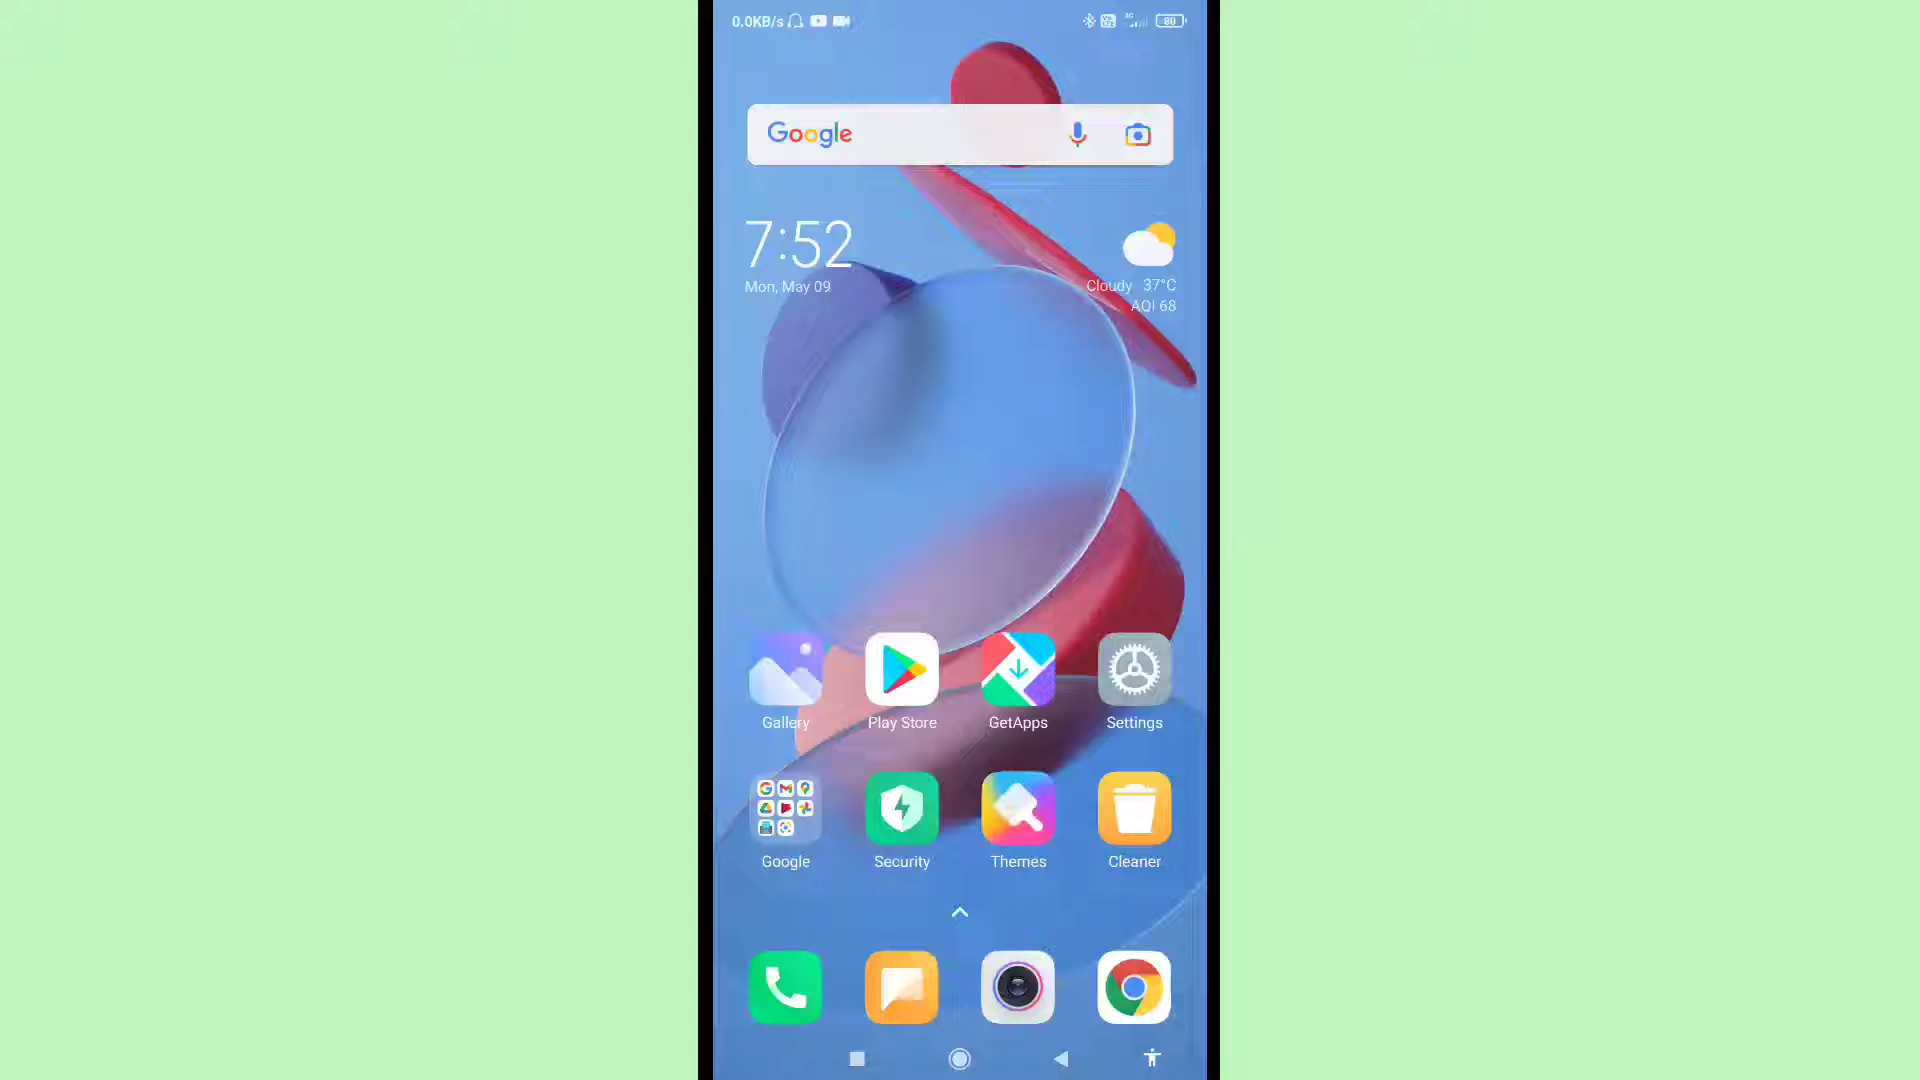 0.0KB/s
80
Google
7:52
Mon, May 09
Cloudy 37°C
AQI 68
Gallery
Play Store
GetApps
Settings
Google
Security
Themes
Cleaner